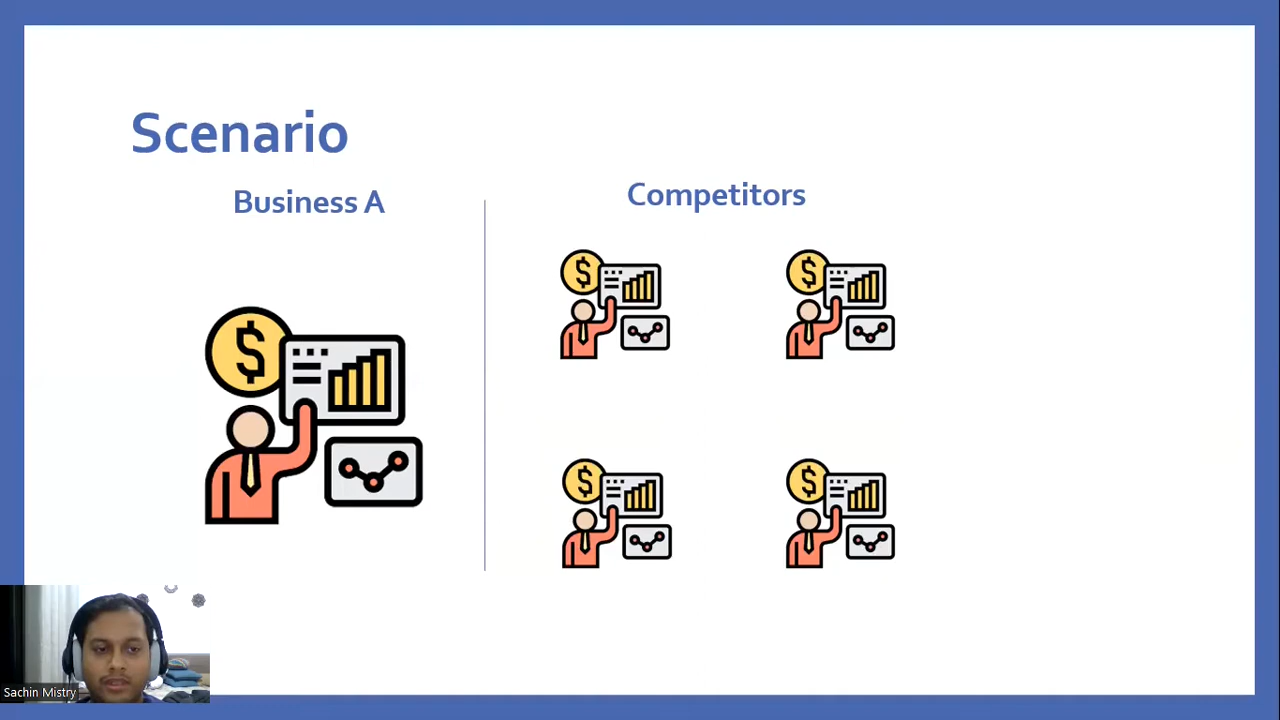 Scenario
Business A
Competitors
$
$
$
$
$
Sachin Mistry